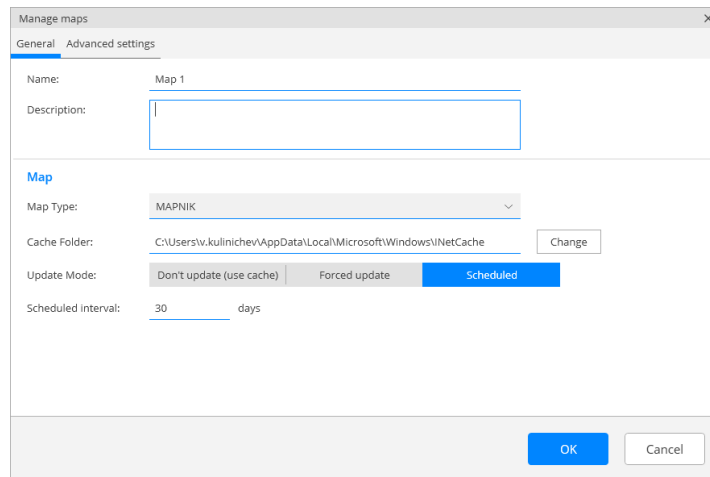 Manage maps
General Advanced settings
Name: Map 1
Description:
Map
Map Type: MAPNIK
Cache Folder: C:\Users\v.kulinichev\AppData\Local\Microsoft\Windows\INetCache Change
Update Mode: Don't update (use cache) Forced update Scheduled
Scheduled interval: 30 days
OK Cancel